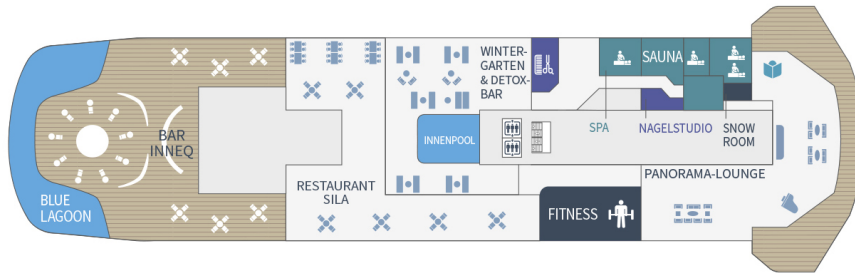 WINTER-
GARTEN
& DETOX-
BAR
SAUNA
SPA
NAGELSTUDIO
SNOW
ROOM
BAR
INNEQ
INNENPOOL
PANORAMA-LOUNGE
RESTAURANT
SILA
BLUE
LAGOON
FITNESS